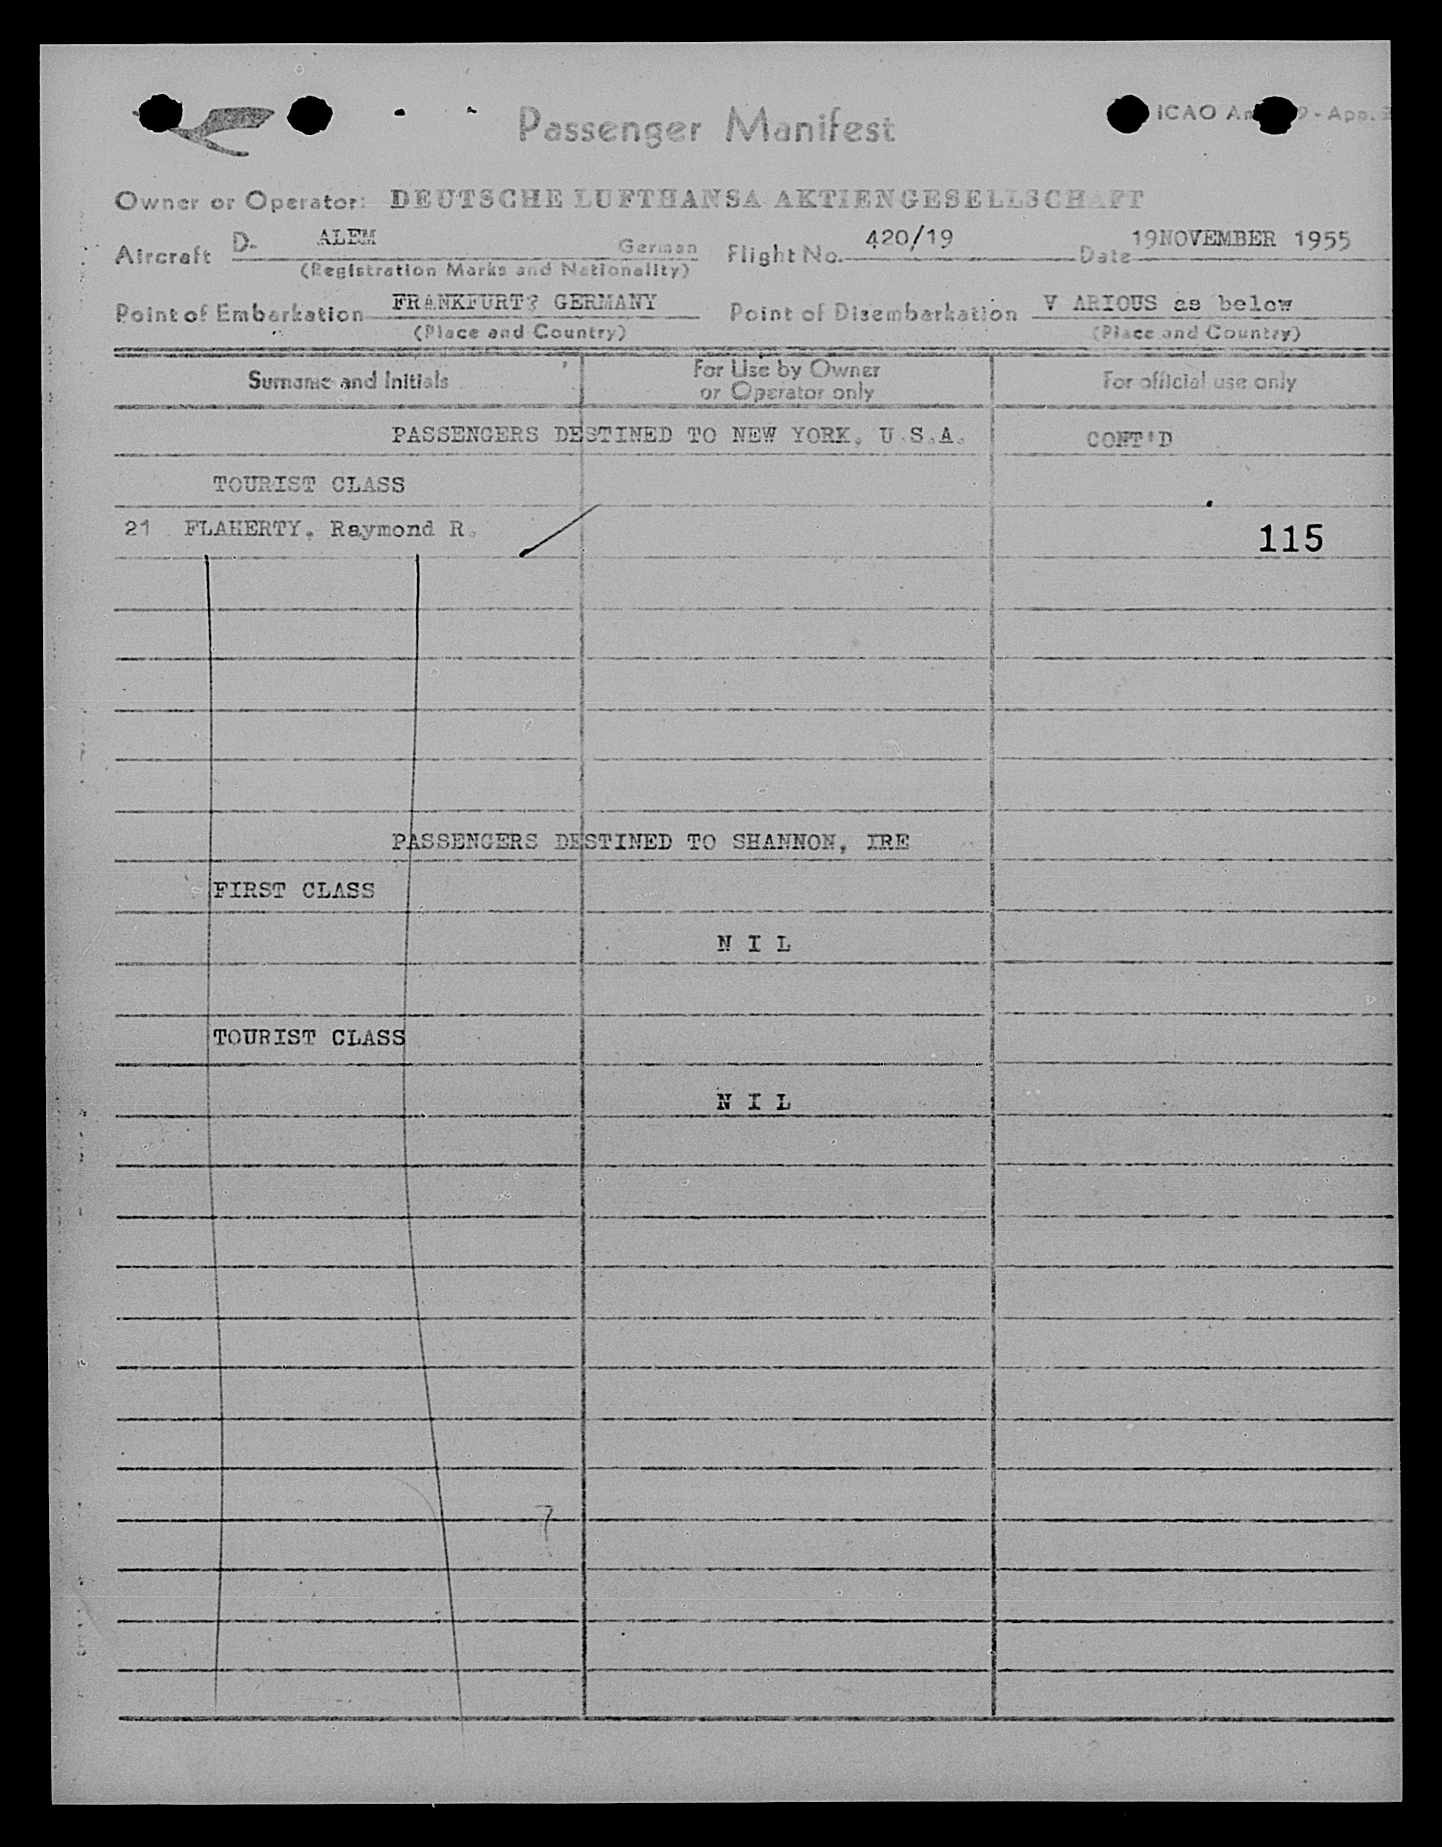 Passenger Manifest
ICAO An 9 - App. 3
Owner or Operator: DEUTSCHE LUFTHANSA AKTIENGESELLSCHAFT
Aircraft D- ALEM German Flight No. 420/19 Date 19NOVEMBER 1955
(Registration Marks and Nationality)
Point of Embarkation FRANKFURT? GERMANY Point of Disembarkation V ARIOUS as below
(Place and Country) (Place and Country)
Surname and Initials For Use by Owner or Operator only For official use only
PASSENGERS DESTINED TO NEW YORK, U.S.A. CONT'D
TOURIST CLASS
21 FLAHERTY, Raymond R. 115
PASSENGERS DESTINED TO SHANNON, IRE
FIRST CLASS
N I L
TOURIST CLASS
N I L
7